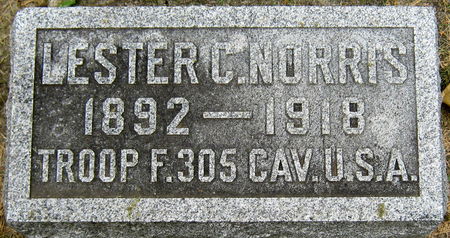 LESTER C. NORRIS
1892 — 1918
TROOP F. 305 CAV. U.S.A.